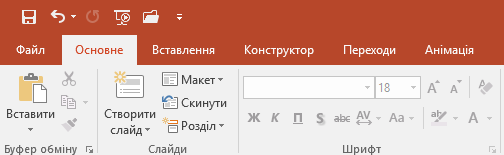 Файл Основне Вставлення Конструктор Переходи Анімація
Вставити
Створити слайд
Макет
Скинути
Розділ
18 A A A
Ж К П S abc AV Aa ab A
Буфер обміну Слайди Шрифт